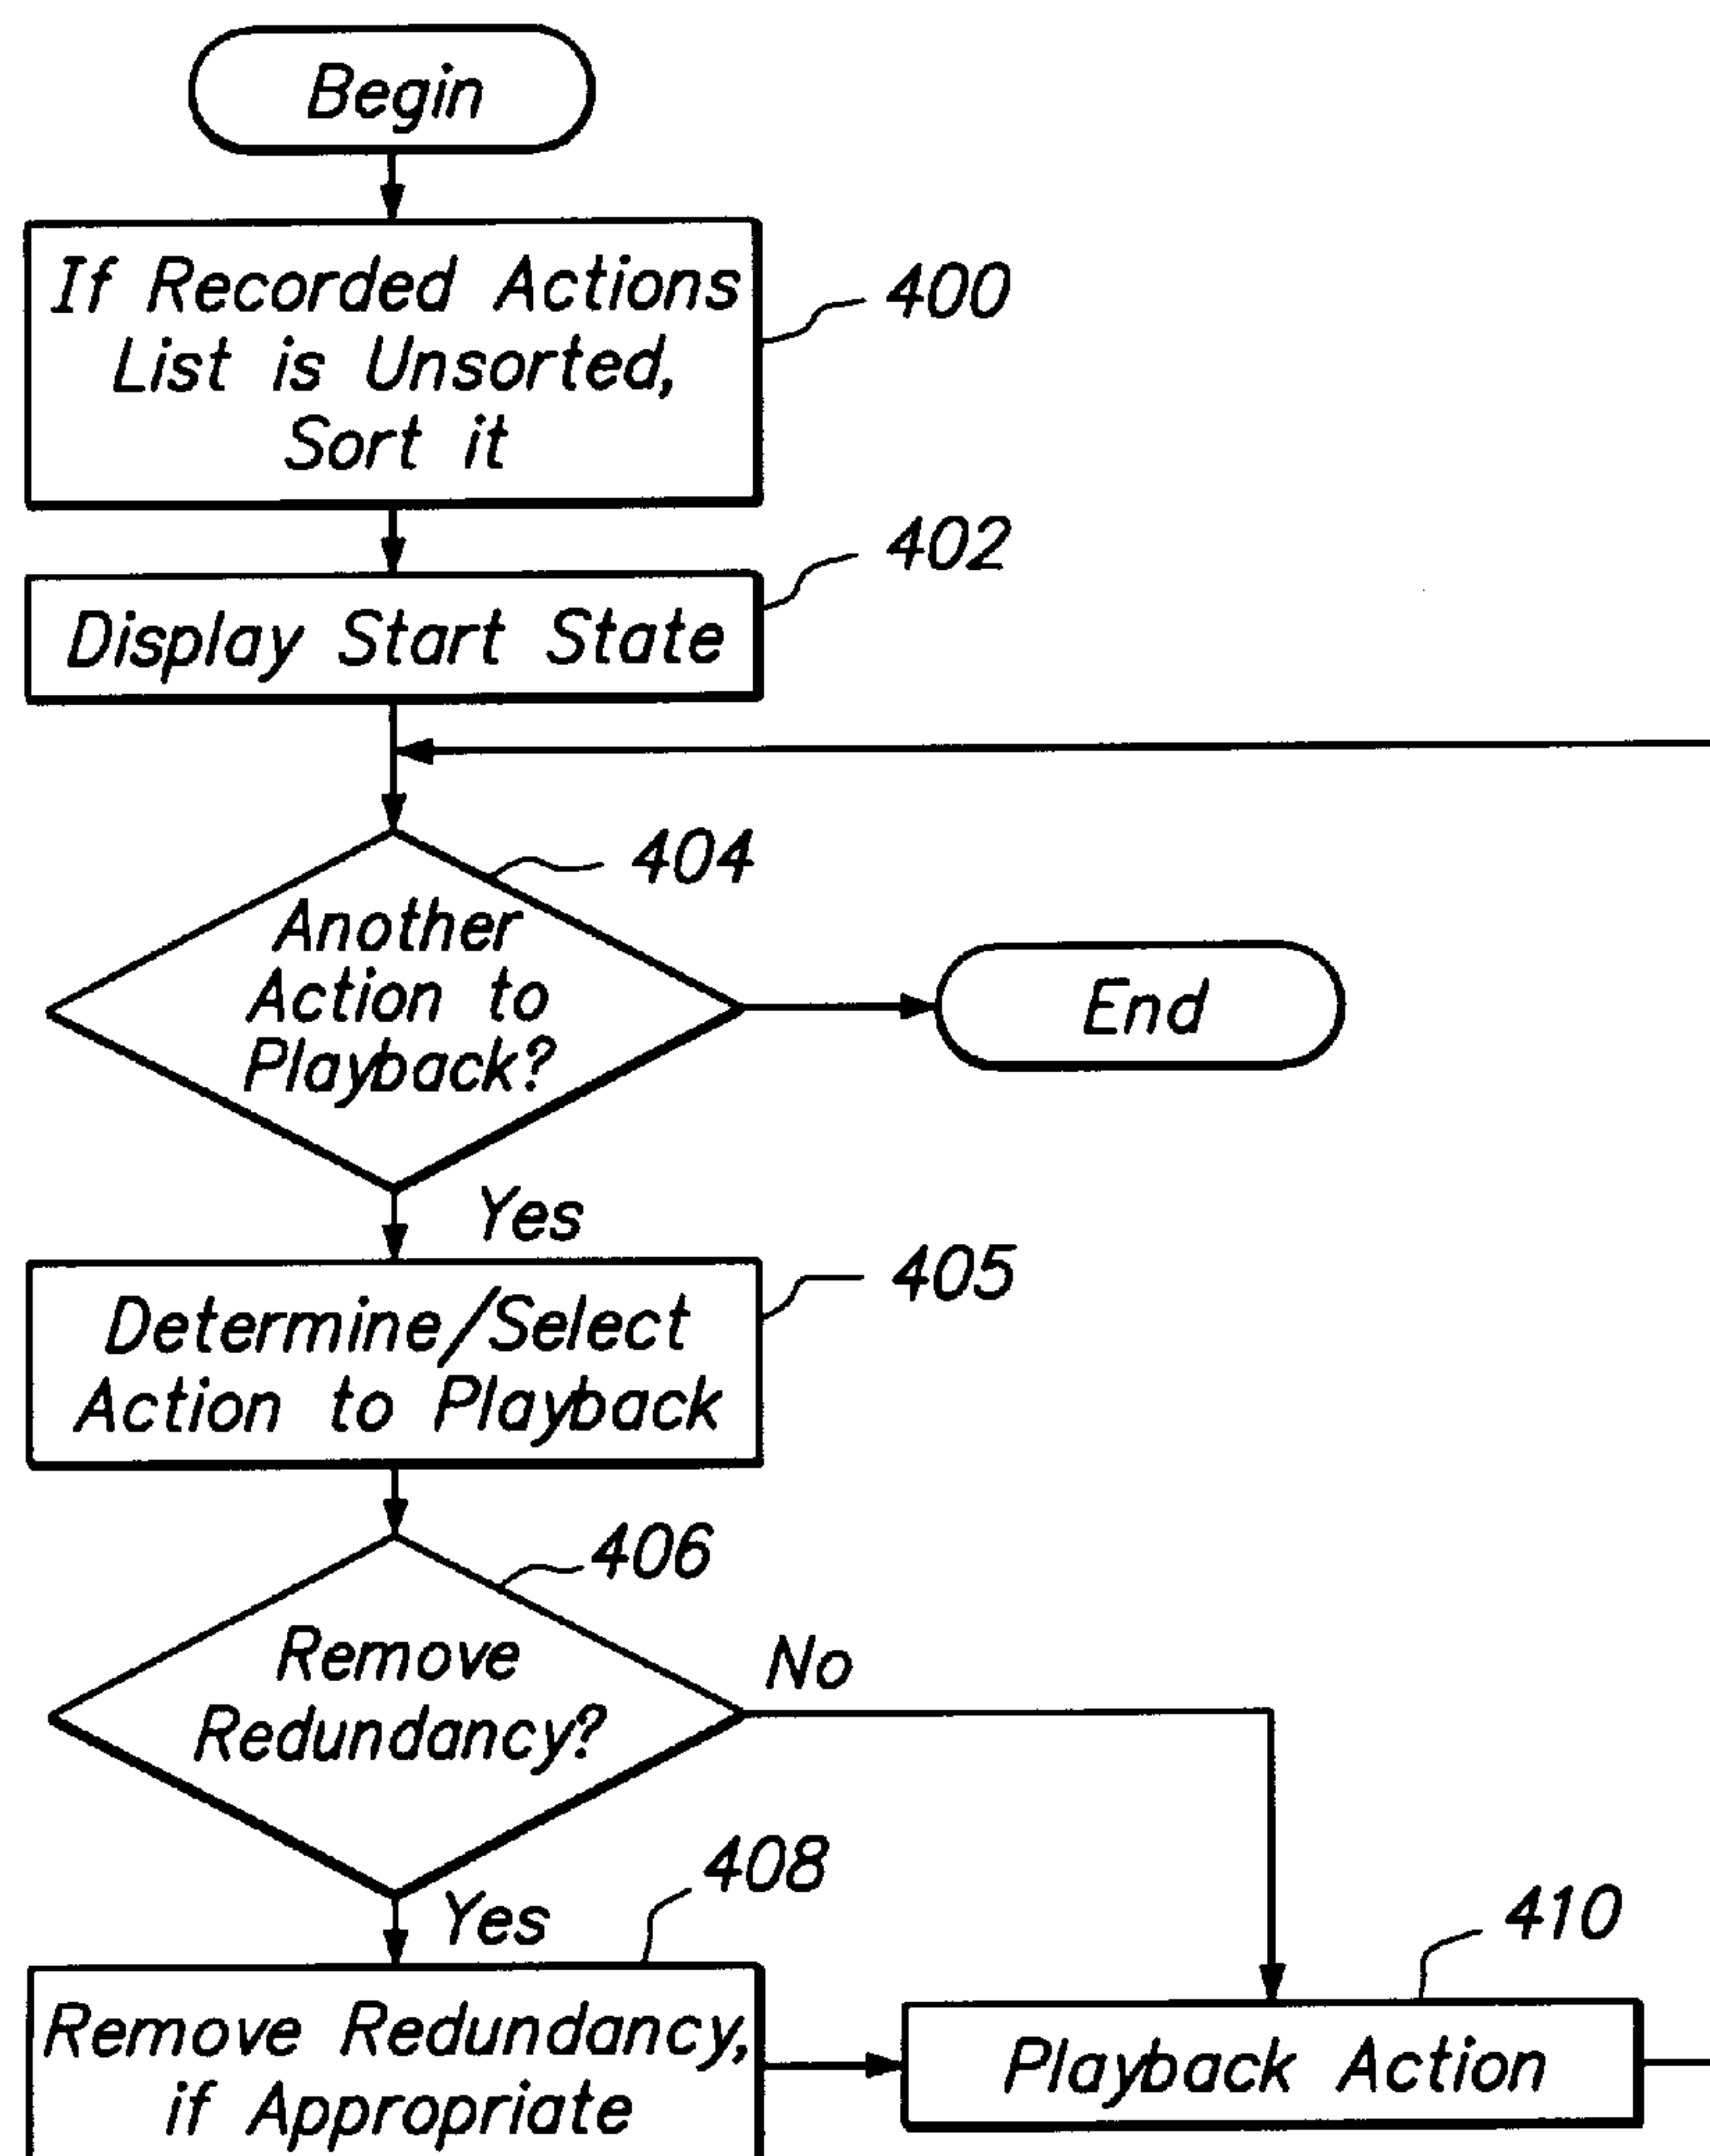 Begin
If Recorded Actions
List is Unsorted,
Sort it
400
Display Start State
402
404
Another
Action to
Playback?
End
Yes
Determine/Select
Action to Playback
405
406
Remove
Redundancy?
No
Yes
408
Remove Redundancy,
if Appropriate
410
Playback Action